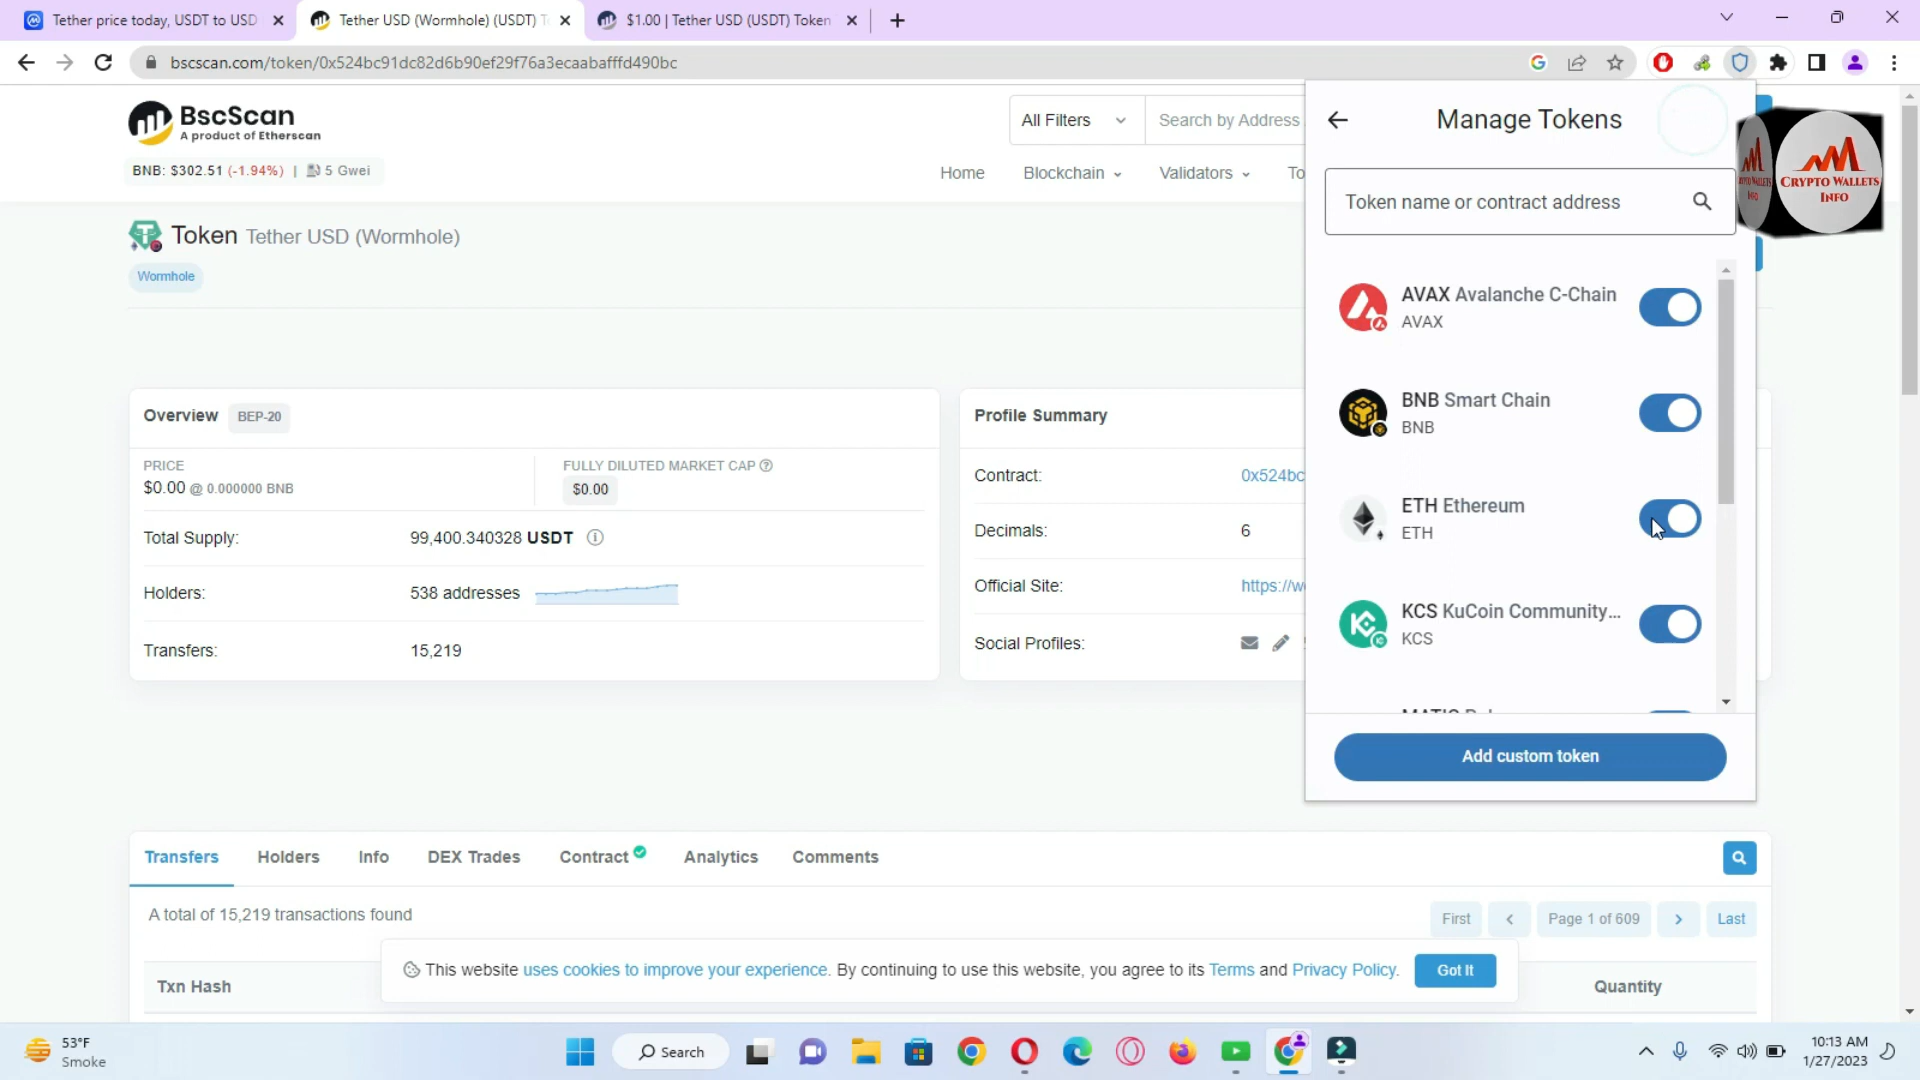 Tether price today, USDT to USD
Tether USD (Wormhole) (USDT) T
$1.00 | Tether USD (USDT) Token
bscscan.com/token/0x524bc91dc82d6b90ef29f76a3ecaabafffd490bc
BscScan
A product of Etherscan
BNB: $302.51 (-1.94%) | 5 Gwei
All Filters
Search by Address
Home
Blockchain
Validators
To
Token Tether USD (Wormhole)
Wormhole
Overview BEP-20
PRICE
$0.00 @ 0.000000 BNB
FULLY DILUTED MARKET CAP
$0.00
Total Supply: 99,400.340328 USDT
Holders: 538 addresses
Transfers: 15,219
Profile Summary
Contract: 0x524bc
Decimals: 6
Official Site: https://w
Social Profiles:
Manage Tokens
Token name or contract address
AVAX Avalanche C-Chain
AVAX
BNB Smart Chain
BNB
ETH Ethereum
ETH
KCS KuCoin Community...
KCS
Add custom token
CRYPTO WALLETS
INFO
Transfers
Holders
Info
DEX Trades
Contract
Analytics
Comments
A total of 15,219 transactions found
First
Page 1 of 609
Last
Txn Hash
Quantity
This website uses cookies to improve your experience. By continuing to use this website, you agree to its Terms and Privacy Policy.
Got It
53°F
Smoke
Search
10:13 AM
1/27/2023